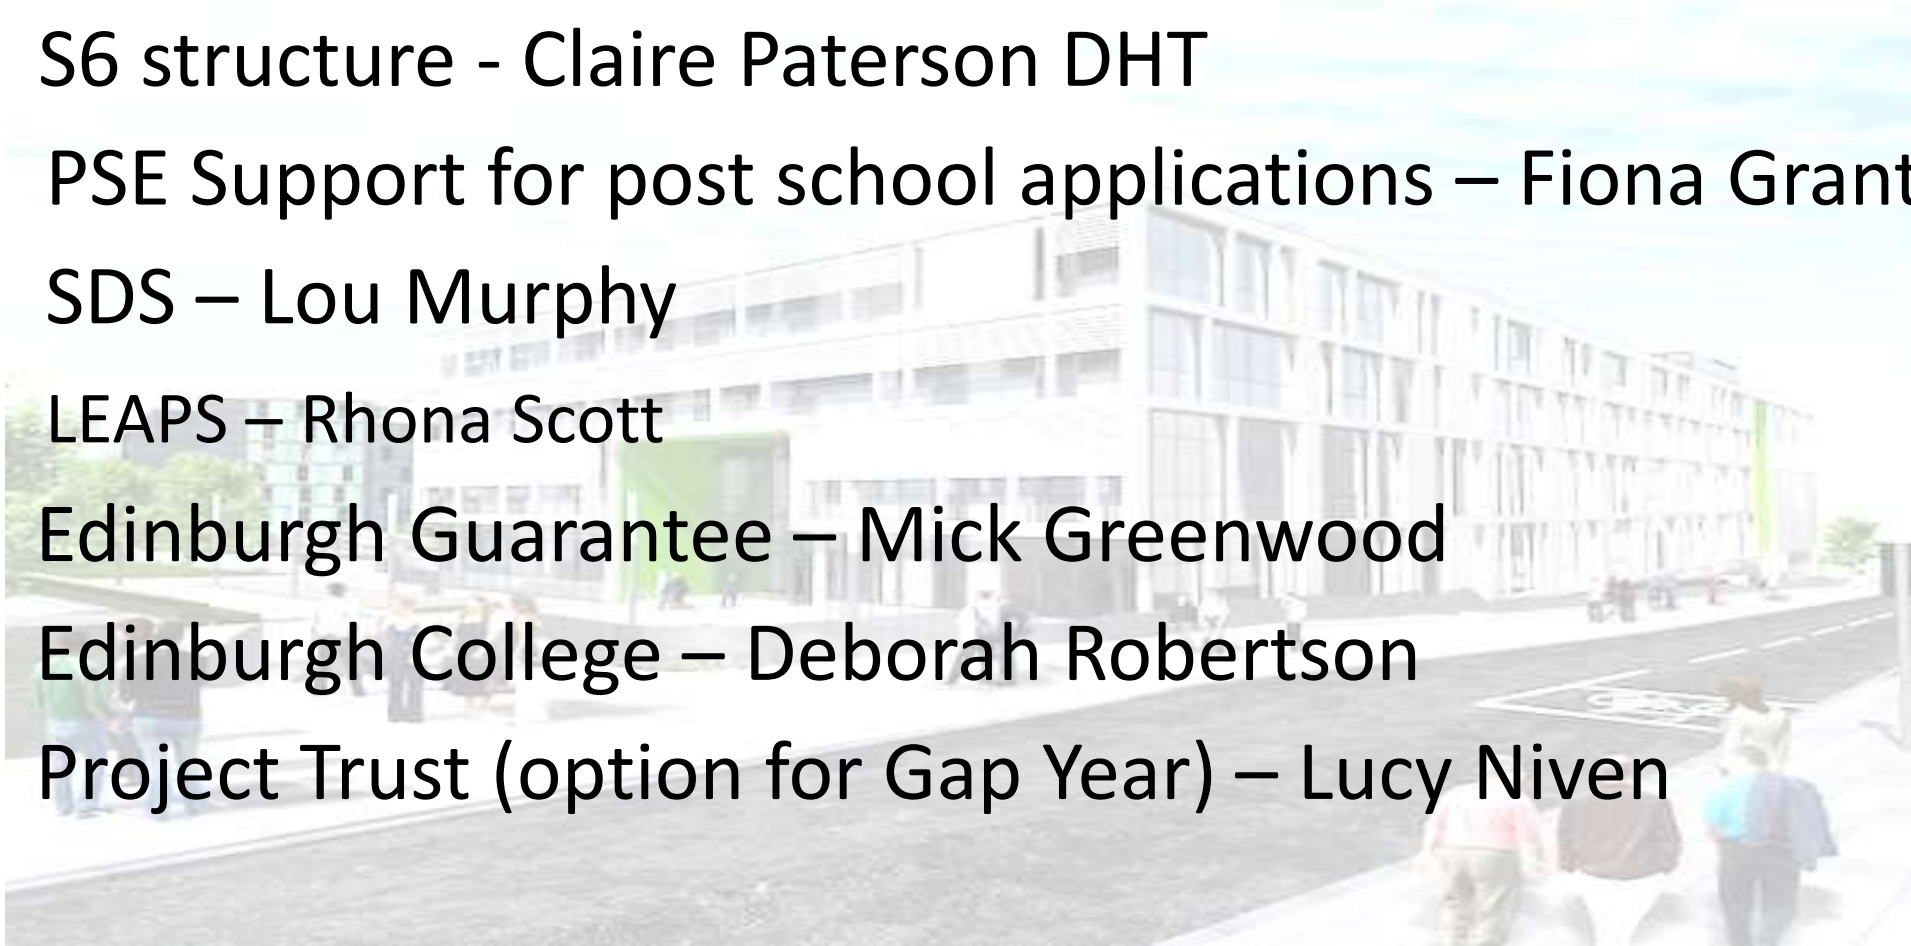 S6 structure - Claire Paterson DHT
PSE Support for post school applications – Fiona Grant
SDS – Lou Murphy
LEAPS – Rhona Scott
Edinburgh Guarantee – Mick Greenwood
Edinburgh College – Deborah Robertson
Project Trust (option for Gap Year) – Lucy Niven